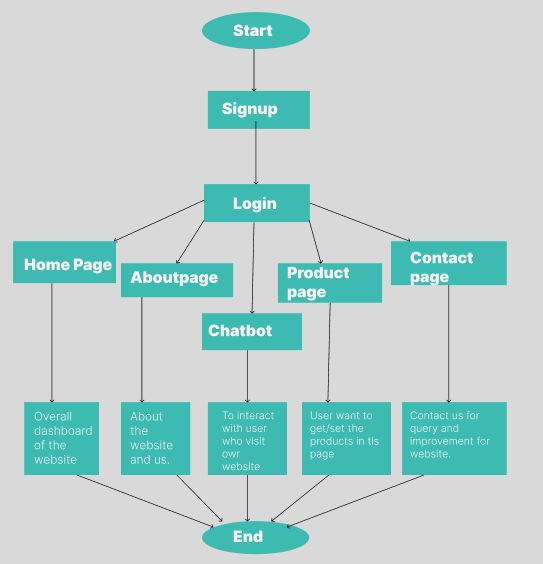 Start
Signup
Login
Home Page
Aboutpage
Chatbot
Product
page
Contact
page
Overall
dashboard
of the
website
About
the
website
and us.
To interact
with user
who visit
owr
website
User want to
get/set the
products in tis
page
Contact us for
query and
improvement for
website.
End